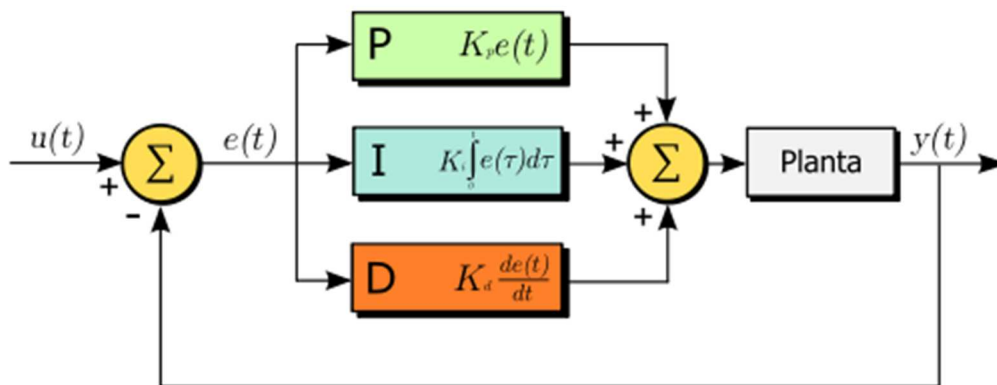 P K_p e(t)
u(t) + - Σ e(t)
I K_i ∫_0^t e(τ)dτ
+ + + Σ
Planta
y(t)
D K_d de(t)/dt